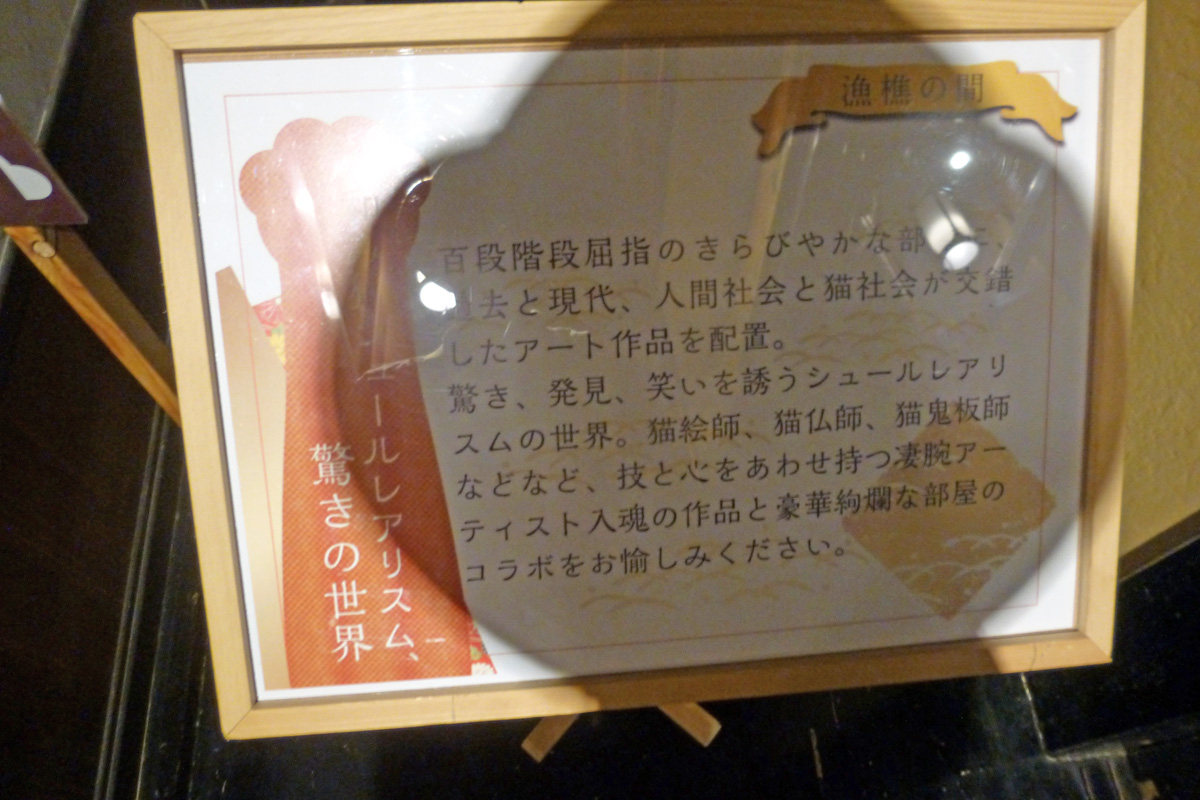 漁樵の間
百段階段屈指のきらびやかな部
過去と現代、人間社会と猫社会が交錯
したアート作品を配置。
驚き、発見、笑いを誘うシュールレアリ
スムの世界。猫絵師、猫仏師、猫鬼板師
などなど、技と心をあわせ持つ凄腕アー
ティスト入魂の作品と豪華絢爛な部屋の
コラボをお愉しみください。
ールレアリスム、
驚きの世界